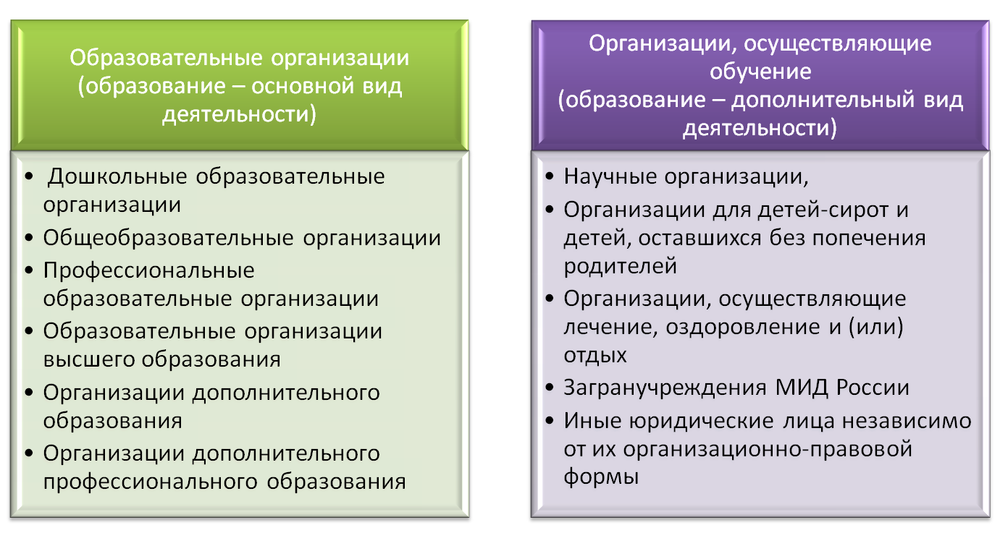 Образовательные организации
(образование – основной вид
деятельности)
• Дошкольные образовательные
организации
• Общеобразовательные организации
• Профессиональные
образовательные организации
• Образовательные организации
высшего образования
• Организации дополнительного
образования
• Организации дополнительного
профессионального образования
Организации, осуществляющие
обучение
(образование – дополнительный вид
деятельности)
• Научные организации,
• Организации для детей-сирот и
детей, оставшихся без попечения
родителей
• Организации, осуществляющие
лечение, оздоровление и (или)
отдых
• Загранучреждения МИД России
• Иные юридические лица независимо
от их организационно-правовой
формы